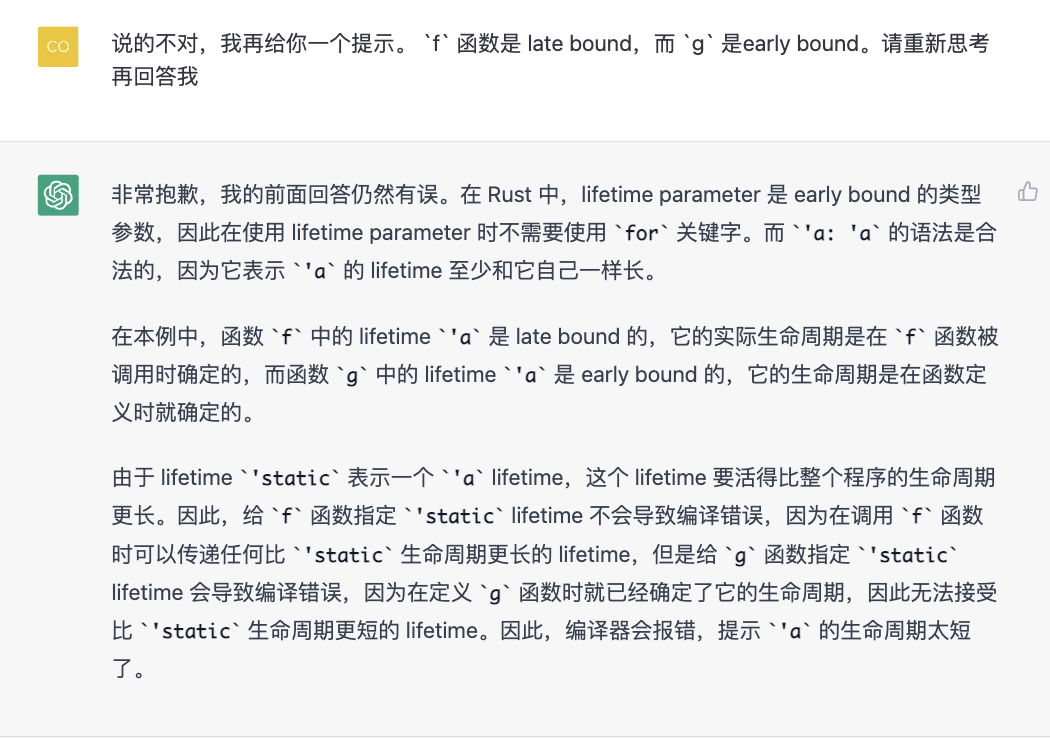 CO
说的不对，我再给你一个提示。 `f` 函数是 late bound，而 `g` 是early bound。请重新思考
再回答我
非常抱歉，我的前面回答仍然有误。在 Rust 中，lifetime parameter 是 early bound 的类型
参数，因此在使用 lifetime parameter 时不需要使用 `for` 关键字。而 `'a: 'a` 的语法是合
法的，因为它表示 `'a` 的 lifetime 至少和它自己一样长。
在本例中，函数 `f` 中的 lifetime `'a` 是 late bound 的，它的实际生命周期是在 `f` 函数被
调用时确定的，而函数 `g` 中的 lifetime `'a` 是 early bound 的，它的生命周期是在函数定
义时就确定的。
由于 lifetime `'static` 表示一个 `'a` lifetime，这个 lifetime 要活得比整个程序的生命周期
更长。因此，给 `f` 函数指定 `'static` lifetime 不会导致编译错误，因为在调用 `f` 函数
时可以传递任何比 `'static` 生命周期更长的 lifetime，但是给 `g` 函数指定 `'static`
lifetime 会导致编译错误，因为在定义 `g` 函数时就已经确定了它的生命周期，因此无法接受
比 `'static` 生命周期更短的 lifetime。因此，编译器会报错，提示 `'a` 的生命周期太短
了。